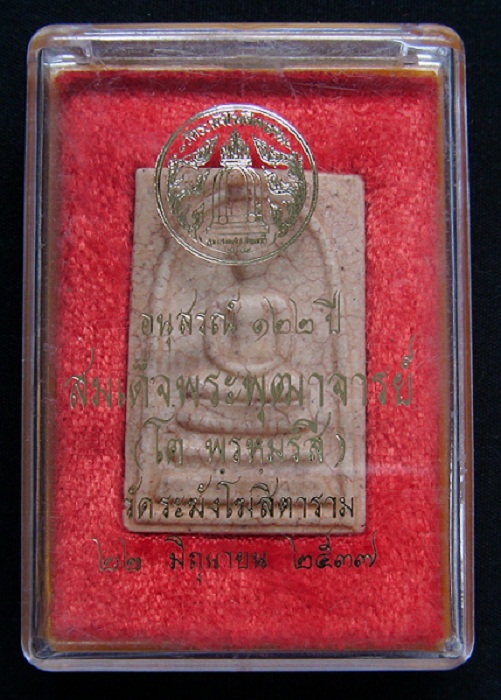 อนุสรณ์ ๑๒๒ ปี
สมเด็จพระพุฒาจารย์
(โต พรหมรังสี)
วัดระฆังโฆสิตาราม
๒๒ มิถุนายน ๒๕๓๗